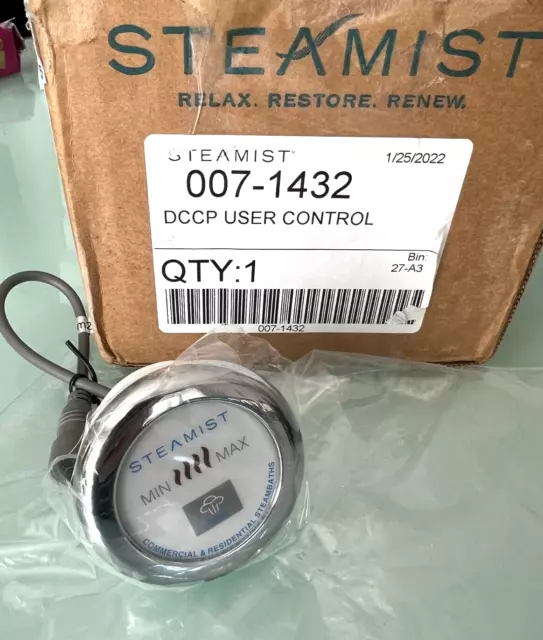 STEAMIST
RELAX. RESTORE. RENEW.
STEAMIST®
1/25/2022
007-1432
DCCP USER CONTROL
QTY:1
Bin:
27-A3
007-1432
STEAMIST
MIN MAX
COMMERCIAL & RESIDENTIAL STEAMBATHS